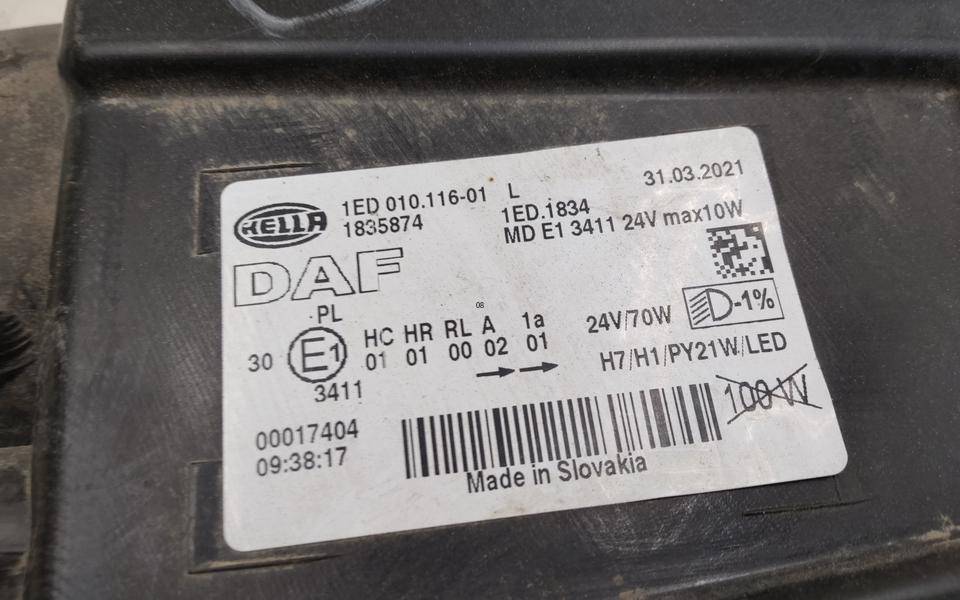 HELLA
1ED 010.116-01 L
1835874
31.03.2021
1ED.1834
MD E1 3411 24V max10W
DAF
PL
30 E1 3411
HC HR RL A 1a
01 01 00 02 01
08
24V/70W
-1%
H7/H1/PY21W/LED
100 W
00017404
09:38:17
Made in Slovakia